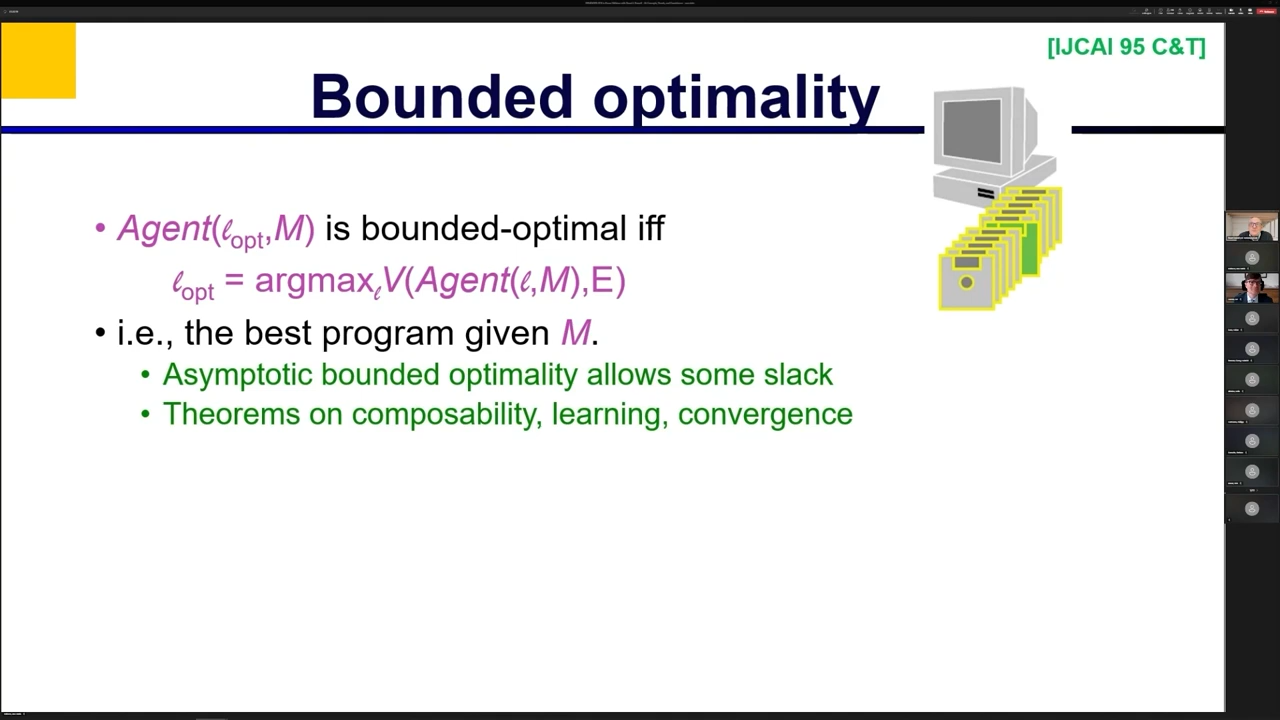 [IJCAI 95 C&T]
Bounded optimality
• Agent(ℓopt,M) is bounded-optimal iff
ℓopt = argmaxℓV(Agent(ℓ,M),E)
• i.e., the best program given M.
• Asymptotic bounded optimality allows some slack
• Theorems on composability, learning, convergence